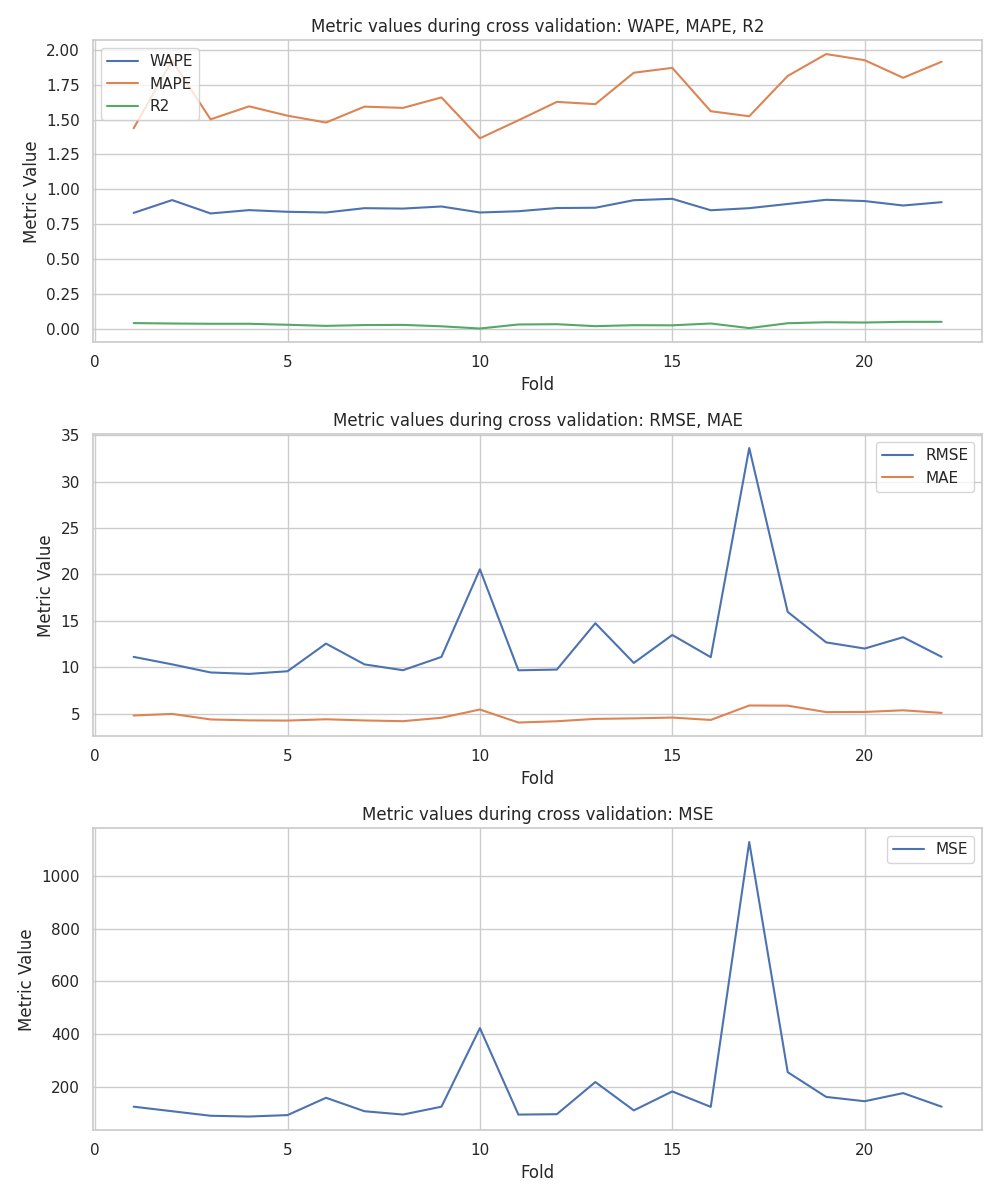 Metric values during cross validation: WAPE, MAPE, R2
2.00
1.75
1.50
1.25
1.00
0.75
0.50
0.25
0.00
Metric Value
WAPE
MAPE
R2
0 5 10 15 20
Fold
Metric values during cross validation: RMSE, MAE
35
30
25
20
15
10
5
Metric Value
RMSE
MAE
0 5 10 15 20
Fold
Metric values during cross validation: MSE
1000
800
600
400
200
Metric Value
MSE
0 5 10 15 20
Fold